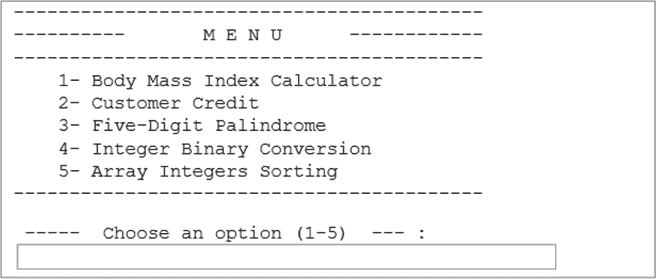 ------------------------------------------
----------       M E N U      ------------
------------------------------------------
    1- Body Mass Index Calculator
    2- Customer Credit
    3- Five-Digit Palindrome
    4- Integer Binary Conversion
    5- Array Integers Sorting
------------------------------------------
 -----  Choose an option (1-5)  --- :